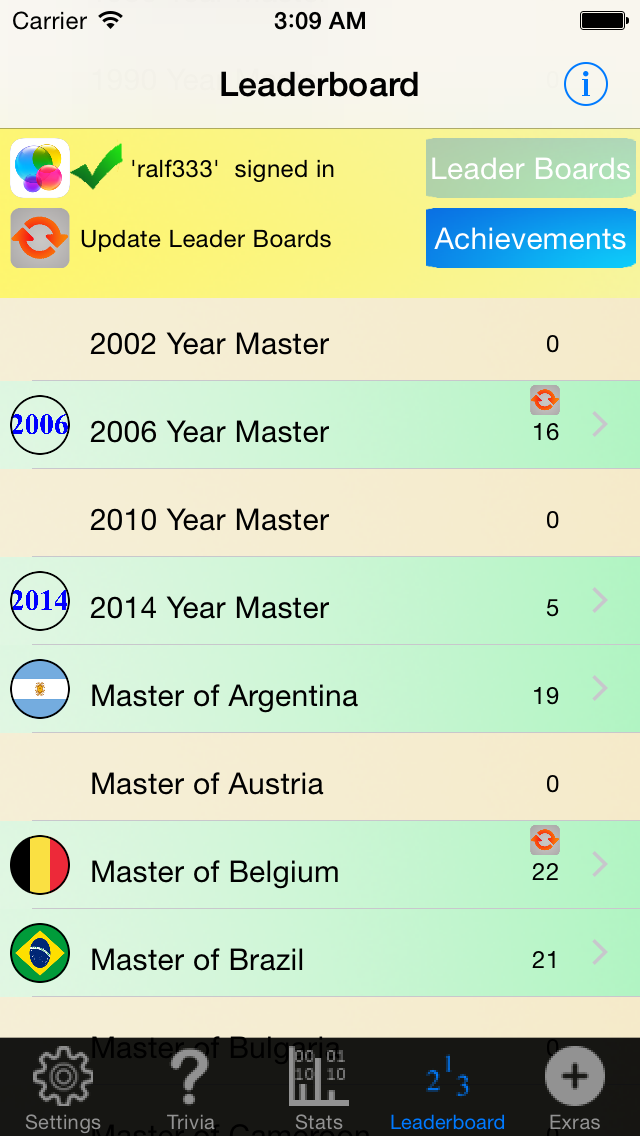 Carrier 3:09 AM
1990 Year M 0
Leaderboard i
'ralf333' signed in Leader Boards
Update Leader Boards Achievements
2002 Year Master 0
2006 2006 Year Master 16
2010 Year Master 0
2014 2014 Year Master 5
Master of Argentina 19
Master of Austria 0
Master of Belgium 22
Master of Brazil 21
Master of Bulgaria 0
00 01
10 10
2 1 3
Settings Trivia Stats Leaderboard Exras
Master of Cameroon